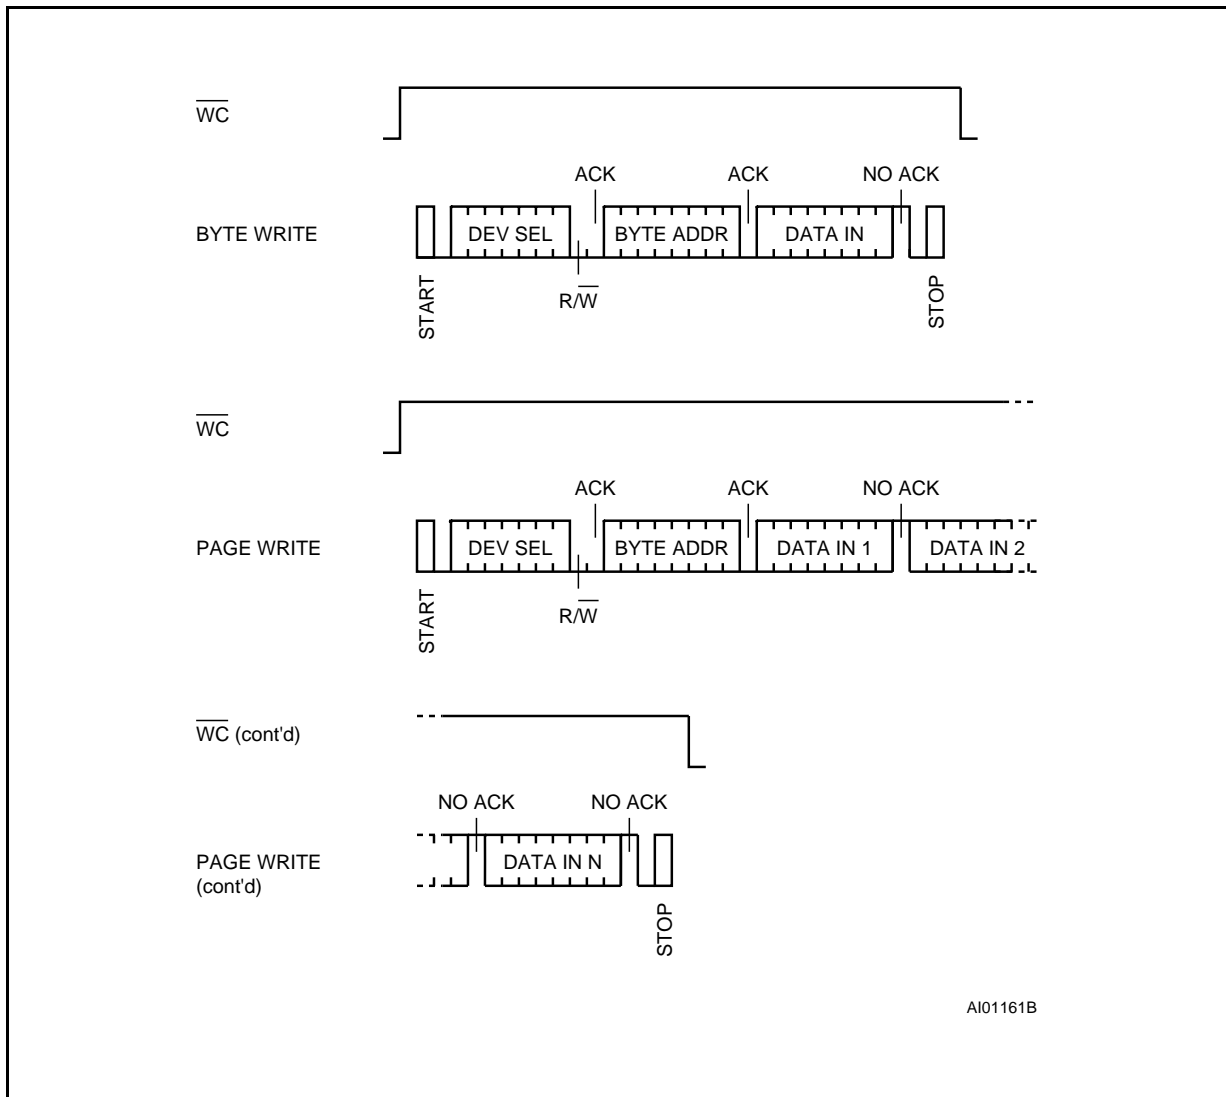 WC
ACK ACK NO ACK
BYTE WRITE DEV SEL BYTE ADDR DATA IN
R/W
START STOP
WC
ACK ACK NO ACK
PAGE WRITE DEV SEL BYTE ADDR DATA IN 1 DATA IN 2
R/W
START
WC (cont'd)
NO ACK NO ACK
PAGE WRITE DATA IN N
(cont'd)
STOP
AI01161B